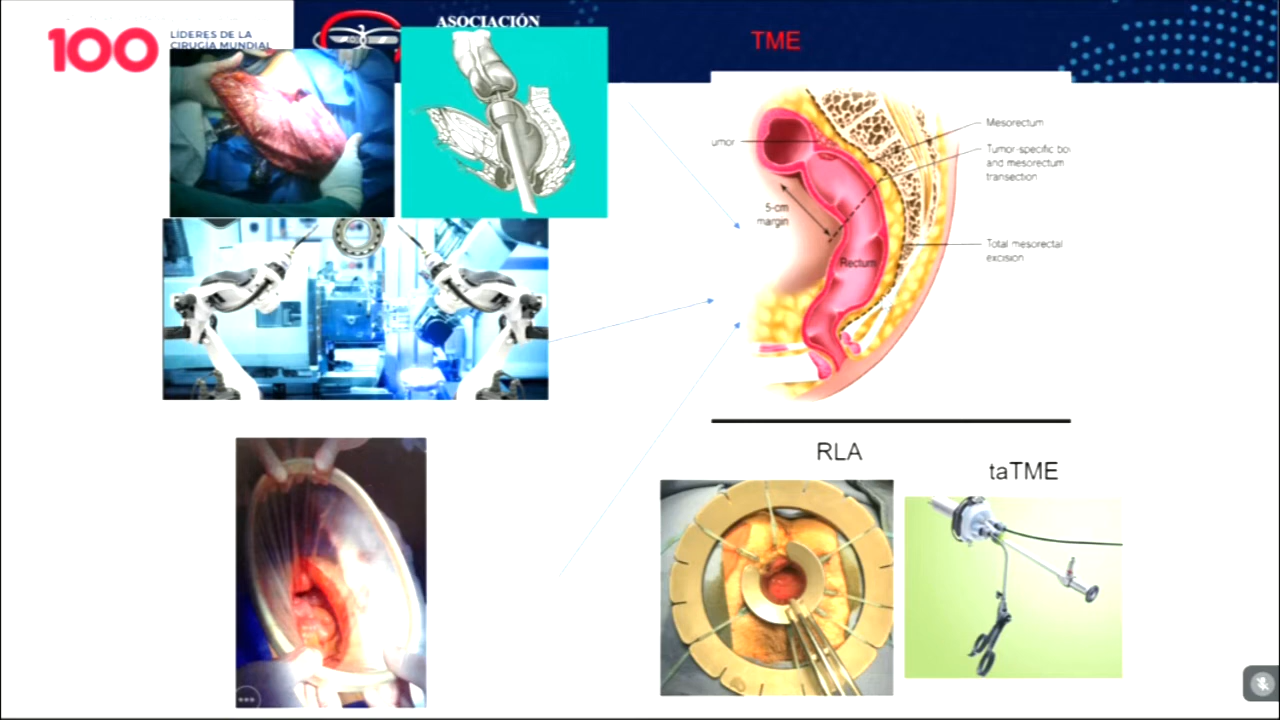 100
LÍDERES DE LA
CIRUGÍA MUNDIAL
ASOCIACIÓN
TME
umor
Mesorectum
Tumor-specific bo
and mesorectum
transection
5-cm
margin
Total mesorectal
excision
Rectum
RLA
taTME